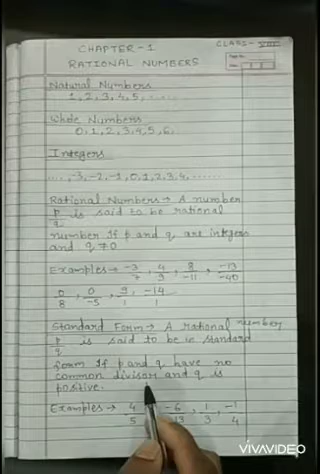 CLASS- VIII
CHAPTER-1
RATIONAL NUMBERS
Natural Numbers
1, 2, 3, 4, 5, ......
Whole Numbers
0, 1, 2, 3, 4, 5, 6,
Integers
...., -3, -2, -1, 0, 1, 2, 3, 4, ......
Rational Numbers → A number
p/q is said to be rational
number If p and q are integers
and q ≠ 0
Examples → -3/7, 4/9, 8/-11, -13/-40
0/8, 0/-5, 9/1, -14/1
Standard Form → A rational number
p/q is said to be in standard
form If p and q have no
common divisor and q is
positive.
Examples → 4/5, -6/13, 1/3, -1/4
VIVAVIDEO